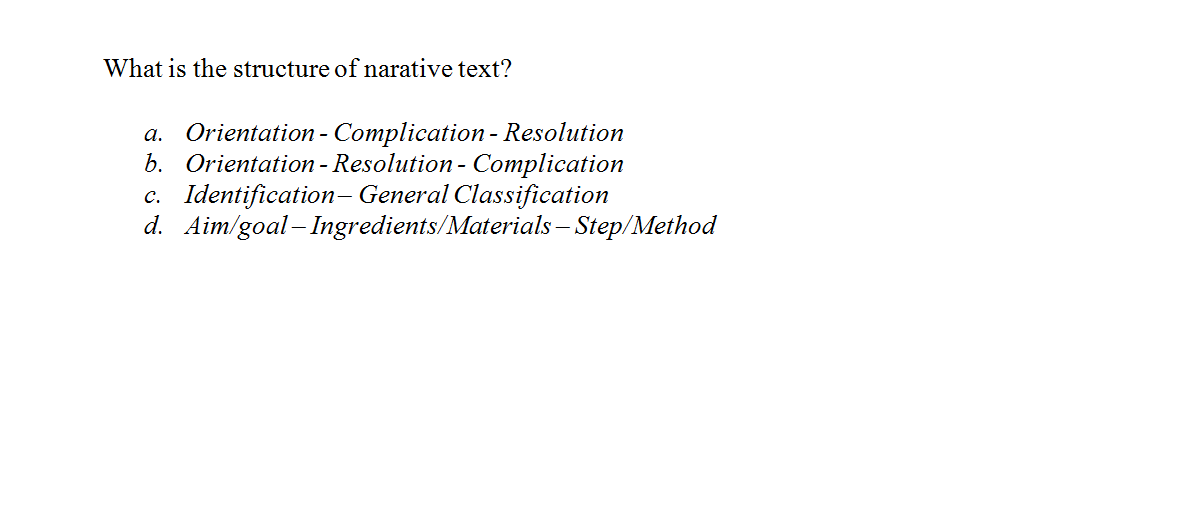 What is the structure of narative text?
a. Orientation - Complication - Resolution
b. Orientation - Resolution - Complication
c. Identification – General Classification
d. Aim/goal – Ingredients/Materials – Step/Method